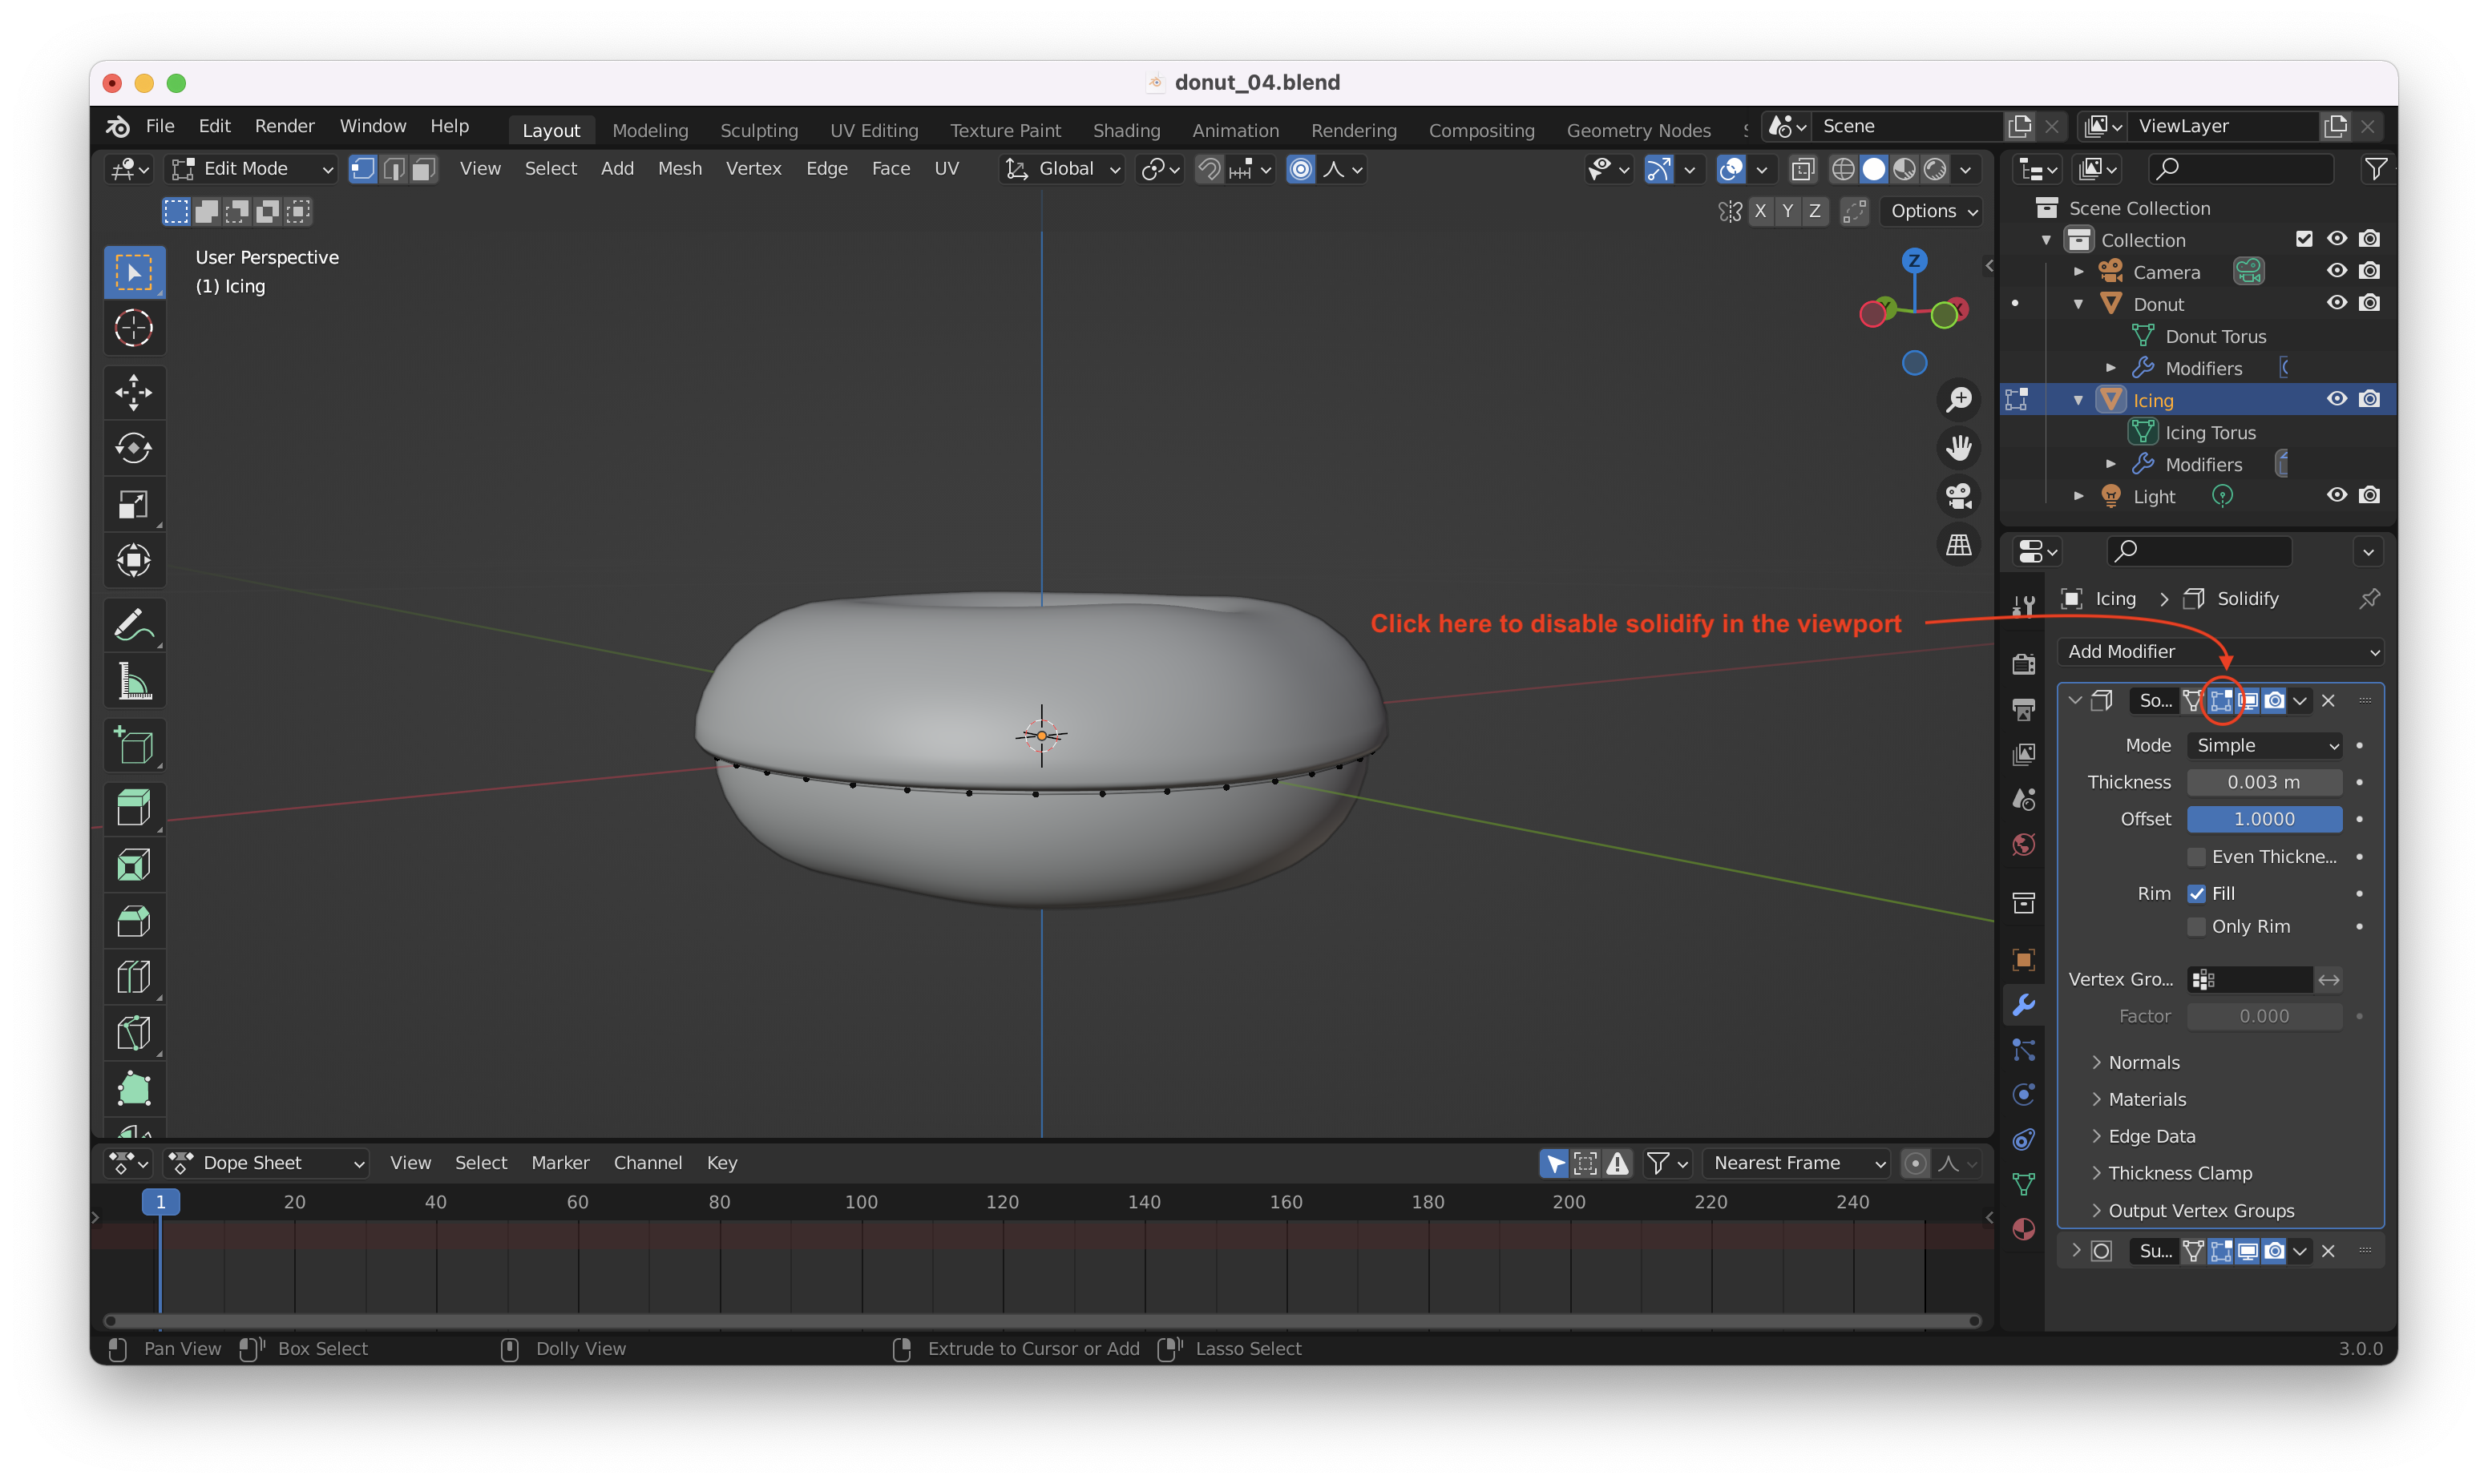 donut_04.blend
File Edit Render Window Help Layout Modeling Sculpting UV Editing Texture Paint Shading Animation Rendering Compositing Geometry Nodes Scene ViewLayer
Edit Mode View Select Add Mesh Vertex Edge Face UV Global
X Y Z Options
User Perspective
(1) Icing
Z
Y
X
Scene Collection
Collection
Camera
Donut
Donut Torus
Modifiers
Icing
Icing Torus
Modifiers
Light
Icing > Solidify
Click here to disable solidify in the viewport
Add Modifier
So...
Mode Simple
Thickness 0.003 m
Offset 1.0000
Even Thickne...
Rim Fill
Only Rim
Vertex Gro...
Factor 0.000
Normals
Materials
Edge Data
Thickness Clamp
Output Vertex Groups
Su...
Dope Sheet View Select Marker Channel Key Nearest Frame
1 20 40 60 80 100 120 140 160 180 200 220 240
Pan View Box Select Dolly View Extrude to Cursor or Add Lasso Select 3.0.0